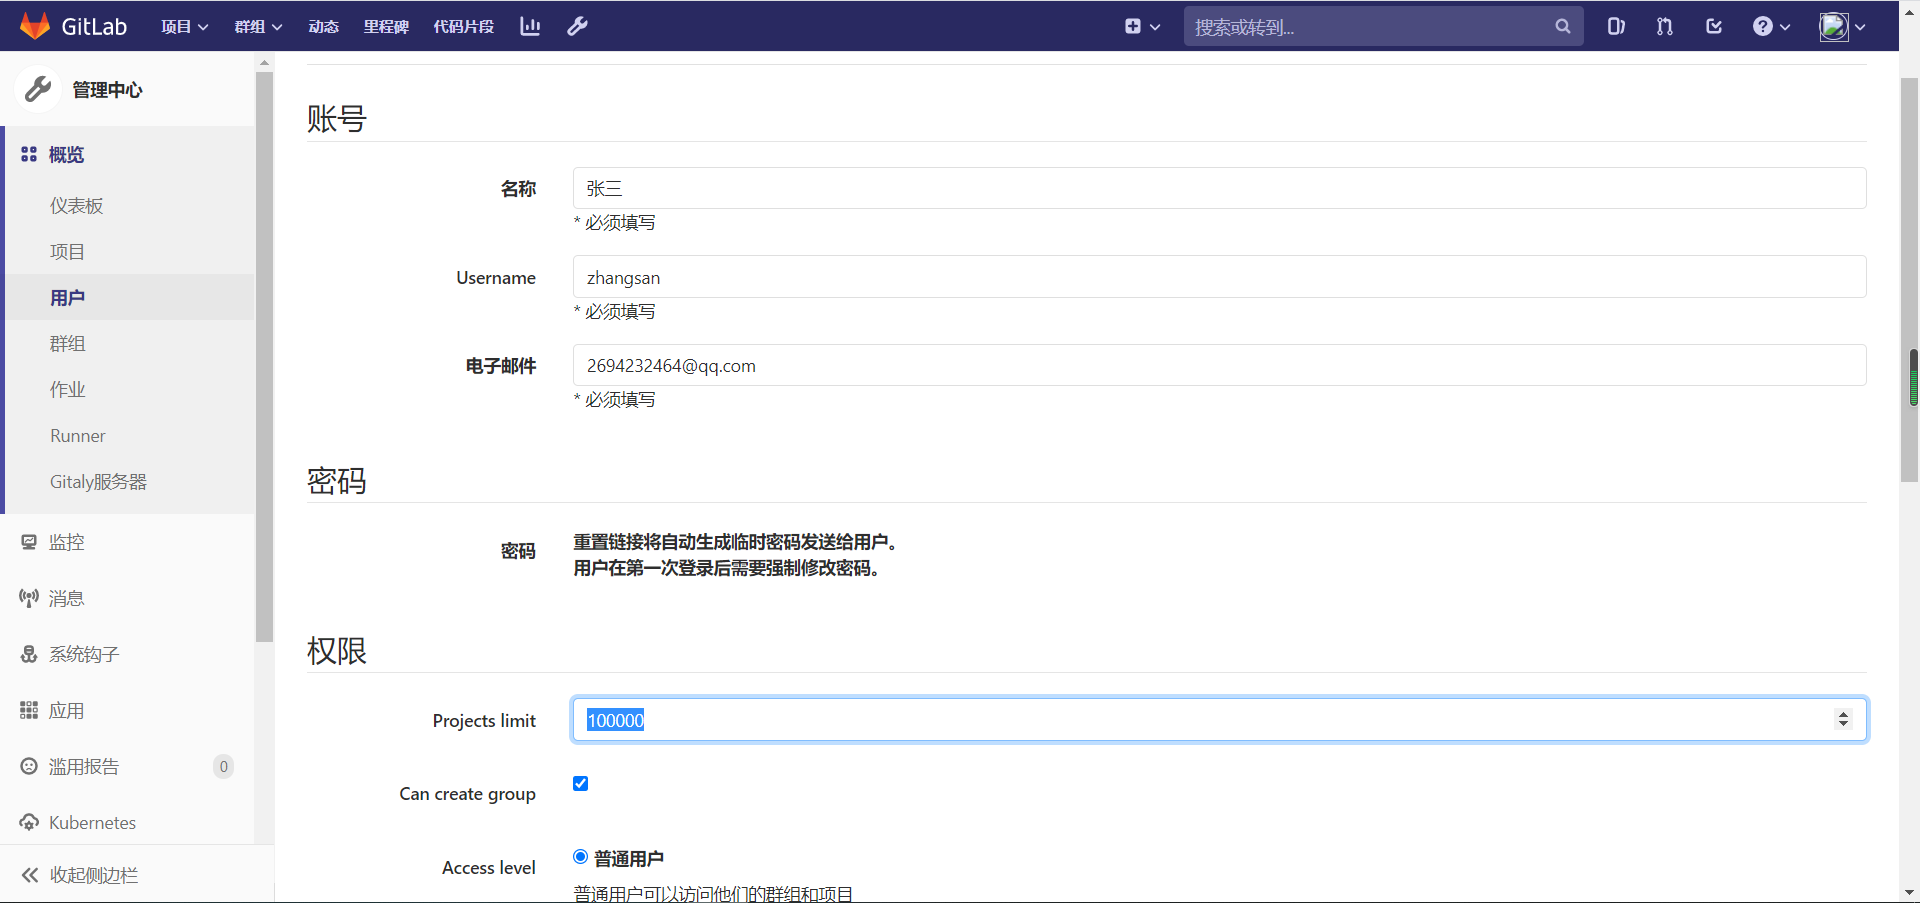 GitLab 项目 群组 动态 里程碑 代码片段 搜索或转到...
管理中心
概览
仪表板
项目
用户
群组
作业
Runner
Gitaly服务器
监控
消息
系统钩子
应用
滥用报告 0
Kubernetes
收起侧边栏
账号
名称 张三
* 必须填写
Username zhangsan
* 必须填写
电子邮件 2694232464@qq.com
* 必须填写
密码
密码 重置链接将自动生成临时密码发送给用户。
用户在第一次登录后需要强制修改密码。
权限
Projects limit 100000
Can create group
Access level 普通用户
普通用户可以访问他们的群组和项目